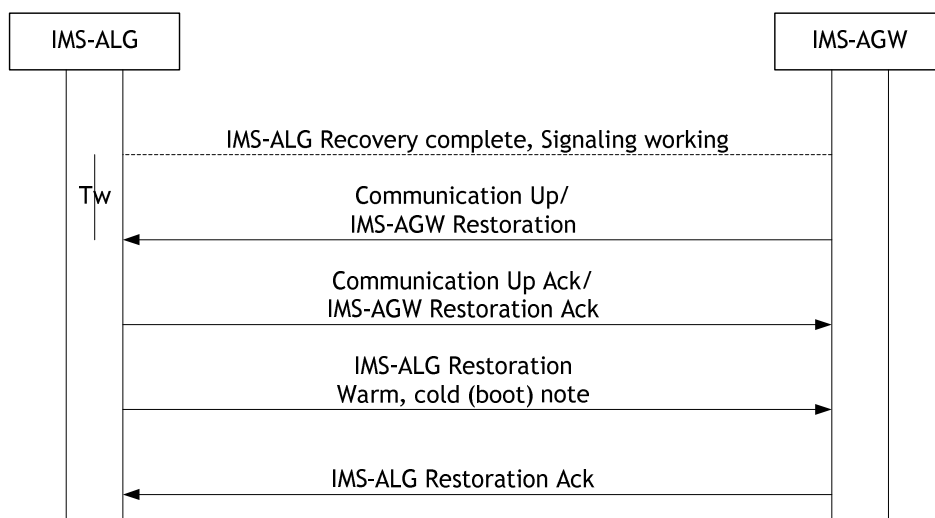 IMS-ALG
IMS-AGW
IMS-ALG Recovery complete, Signaling working
Tw
Communication Up/
IMS-AGW Restoration
Communication Up Ack/
IMS-AGW Restoration Ack
IMS-ALG Restoration
Warm, cold (boot) note
IMS-ALG Restoration Ack